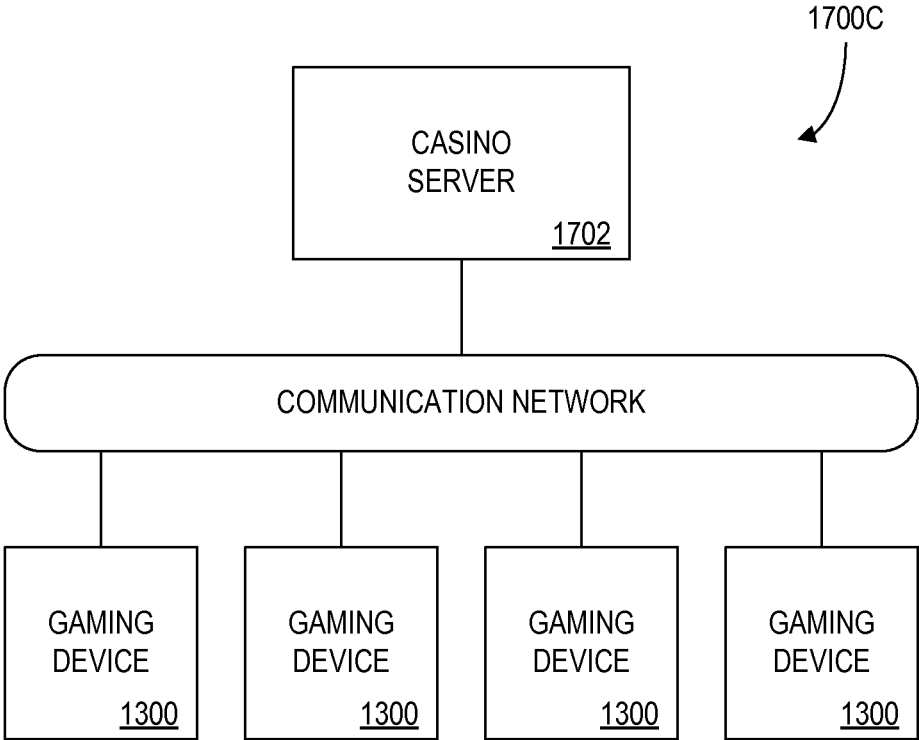 1700C
CASINO
SERVER
1702
COMMUNICATION NETWORK
GAMING
DEVICE
1300
GAMING
DEVICE
1300
GAMING
DEVICE
1300
GAMING
DEVICE
1300